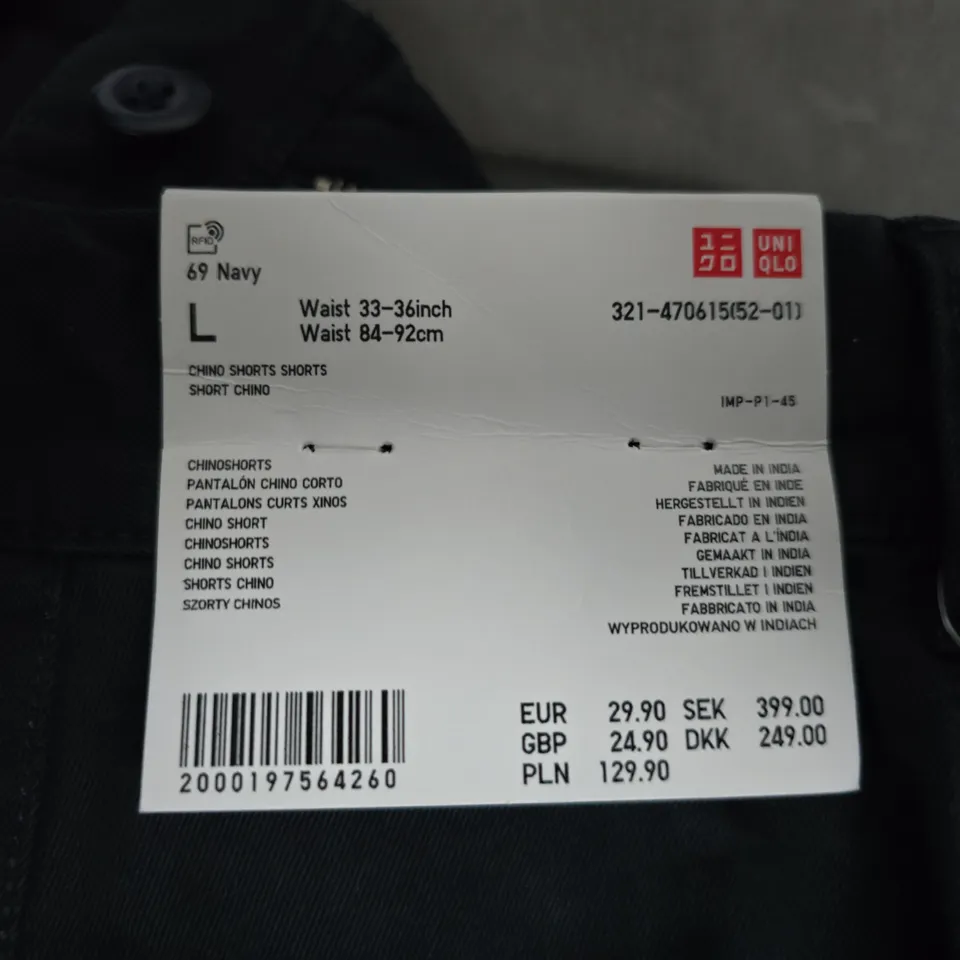 RFID
ユニ
クロ
UNI
QLO
69 Navy
L
Waist 33-36inch
Waist 84-92cm
321-470615(52-01)
CHINO SHORTS SHORTS
SHORT CHINO
IMP-P1-45
CHINOSHORTS
PANTALÓN CHINO CORTO
PANTALONS CURTS XINOS
CHINO SHORT
CHINOSHORTS
CHINO SHORTS
SHORTS CHINO
SZORTY CHINOS
MADE IN INDIA
FABRIQUÉ EN INDE
HERGESTELLT IN INDIEN
FABRICADO EN INDIA
FABRICAT A L'ÍNDIA
GEMAAKT IN INDIA
TILLVERKAD I INDIEN
FREMSTILLET I INDIEN
FABBRICATO IN INDIA
WYPRODUKOWANO W INDIACH
2000197564260
EUR 29.90 SEK 399.00
GBP 24.90 DKK 249.00
PLN 129.90